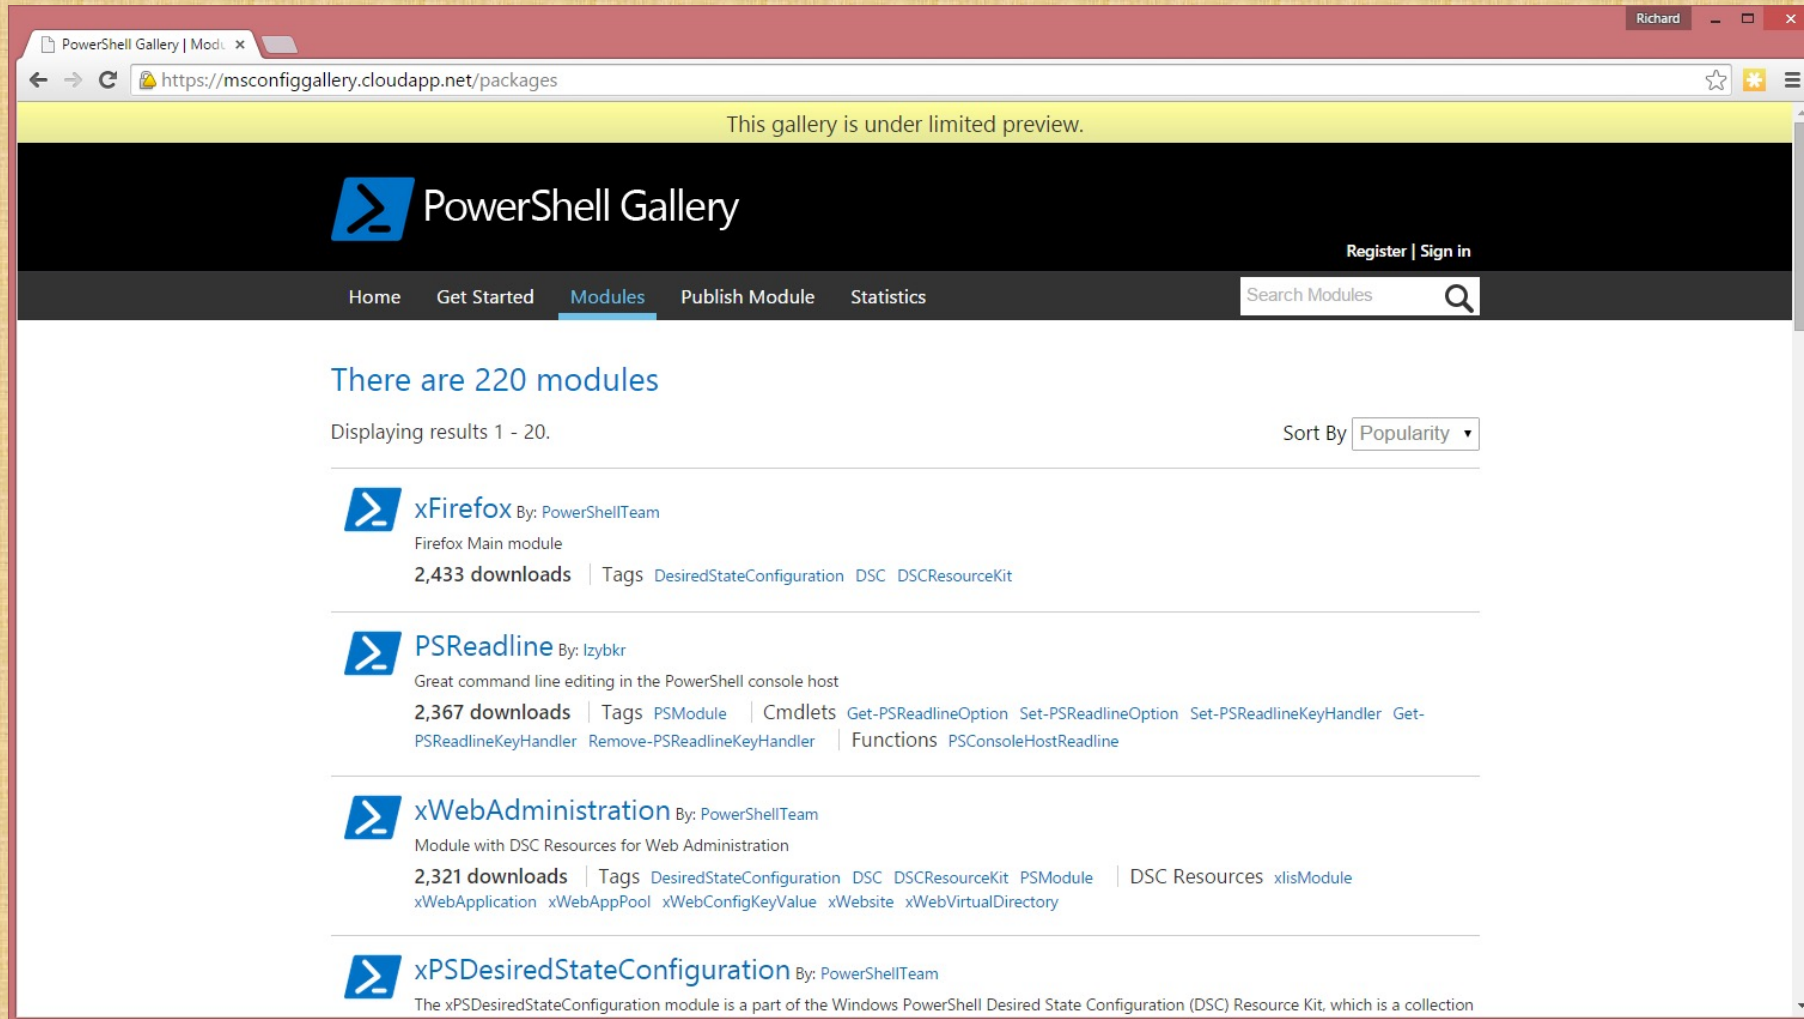 Richard
PowerShell Gallery | Modu
https://msconfiggallery.cloudapp.net/packages
This gallery is under limited preview.
PowerShell Gallery
Register | Sign in
Home Get Started Modules Publish Module Statistics Search Modules
There are 220 modules
Displaying results 1 - 20. Sort By Popularity
xFirefox By: PowerShellTeam
Firefox Main module
2,433 downloads Tags DesiredStateConfiguration DSC DSCResourceKit
PSReadline By: lzybkr
Great command line editing in the PowerShell console host
2,367 downloads Tags PSModule Cmdlets Get-PSReadlineOption Set-PSReadlineOption Set-PSReadlineKeyHandler Get-
PSReadlineKeyHandler Remove-PSReadlineKeyHandler Functions PSConsoleHostReadline
xWebAdministration By: PowerShellTeam
Module with DSC Resources for Web Administration
2,321 downloads Tags DesiredStateConfiguration DSC DSCResourceKit PSModule DSC Resources xIisModule
xWebApplication xWebAppPool xWebConfigKeyValue xWebsite xWebVirtualDirectory
xPSDesiredStateConfiguration By: PowerShellTeam
The xPSDesiredStateConfiguration module is a part of the Windows PowerShell Desired State Configuration (DSC) Resource Kit, which is a collection